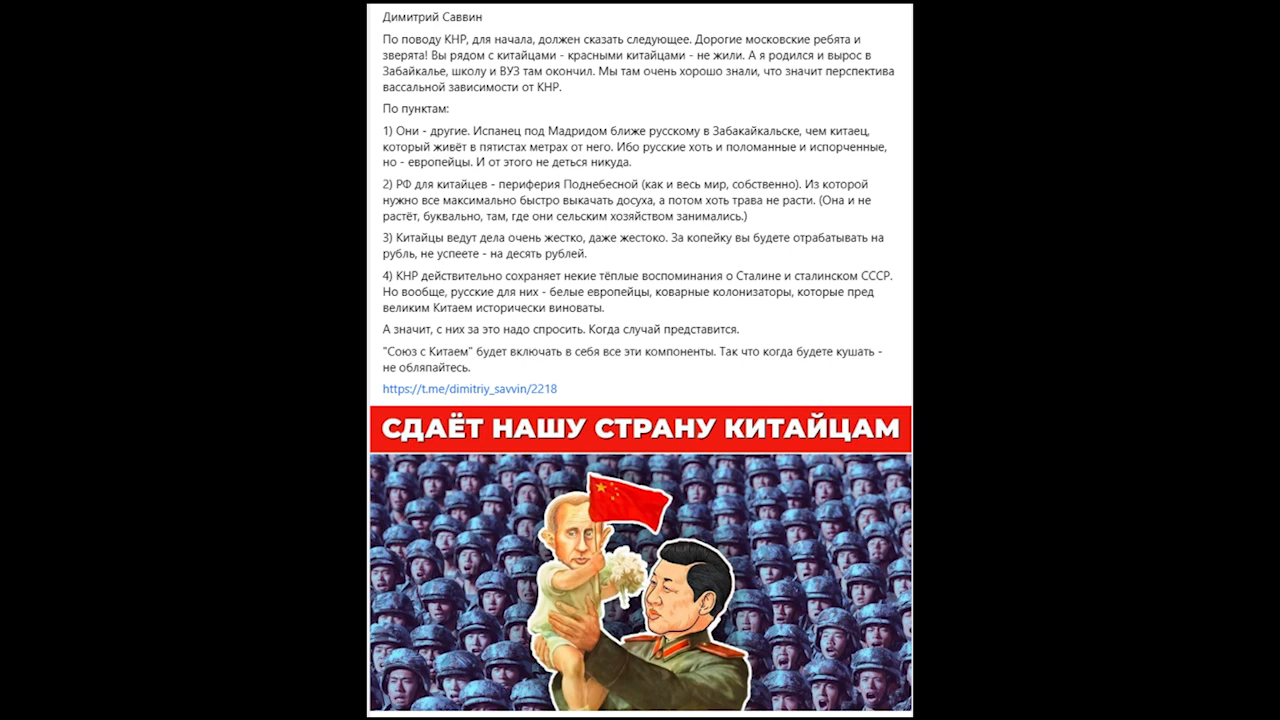 Димитрий Саввин
По поводу КНР, для начала, должен сказать следующее. Дорогие московские ребята и
зверята! Вы рядом с китайцами - красными китайцами - не жили. А я родился и вырос в
Забайкалье, школу и ВУЗ там окончил. Мы там очень хорошо знали, что значит перспектива
вассальной зависимости от КНР.
По пунктам:
1) Они - другие. Испанец под Мадридом ближе русскому в Забакайкальске, чем китаец,
который живёт в пятистах метрах от него. Ибо русские хоть и поломанные и испорченные,
но - европейцы. И от этого не деться никуда.
2) РФ для китайцев - периферия Поднебесной (как и весь мир, собственно). Из которой
нужно все максимально быстро выкачать досуха, а потом хоть трава не расти. (Она и не
растёт, буквально, там, где они сельским хозяйством занимались.)
3) Китайцы ведут дела очень жестко, даже жестоко. За копейку вы будете отрабатывать на
рубль, не успеете - на десять рублей.
4) КНР действительно сохраняет некие тёплые воспоминания о Сталине и сталинском СССР.
Но вообще, русские для них - белые европейцы, коварные колонизаторы, которые пред
великим Китаем исторически виноваты.
А значит, с них за это надо спросить. Когда случай представится.
"Союз с Китаем" будет включать в себя все эти компоненты. Так что когда будете кушать -
не обляпайтесь.
https://t.me/dimitriy_savvin/2218
СДАЁТ НАШУ СТРАНУ КИТАЙЦАМ